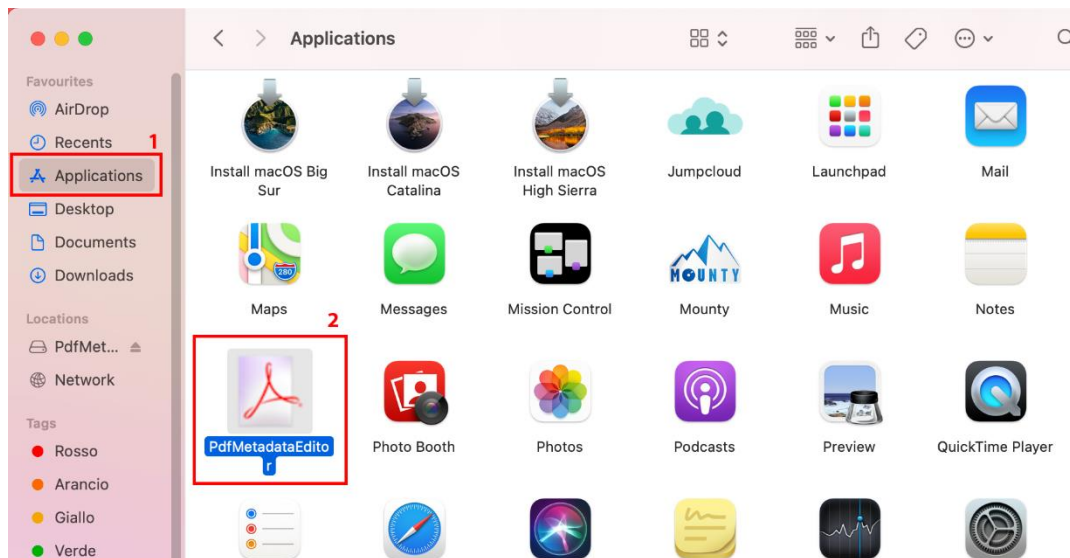 Applications
Favourites
AirDrop
Recents
1
Applications
Desktop
Documents
Downloads
Locations
PdfMet...
Network
Tags
Rosso
Arancio
Giallo
Verde
Install macOS Big
Sur
Install macOS
Catalina
Install macOS
High Sierra
Jumpcloud
Launchpad
Mail
280
MOUNTY
Maps
Messages
Mission Control
Mounty
Music
Notes
2
PdfMetadataEdito
r
Photo Booth
Photos
Podcasts
Preview
QuickTime Player